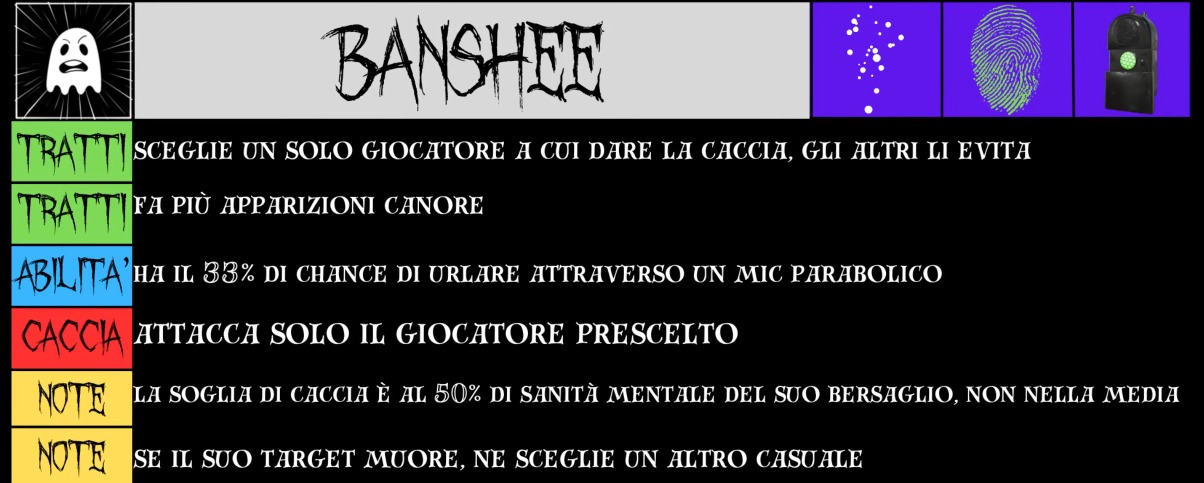 BANSHEE
TRATTI SCEGLIE UN SOLO GIOCATORE A CUI DARE LA CACCIA, GLI ALTRI LI EVITA
TRATTI FA PIÙ APPARIZIONI CANORE
ABILITA' HA IL 33% DI CHANCE DI URLARE ATTRAVERSO UN MIC PARABOLICO
CACCIA ATTACCA SOLO IL GIOCATORE PRESCELTO
NOTE LA SOGLIA DI CACCIA È AL 50% DI SANITÀ MENTALE DEL SUO BERSAGLIO, NON NELLA MEDIA
NOTE SE IL SUO TARGET MUORE, NE SCEGLIE UN ALTRO CASUALE